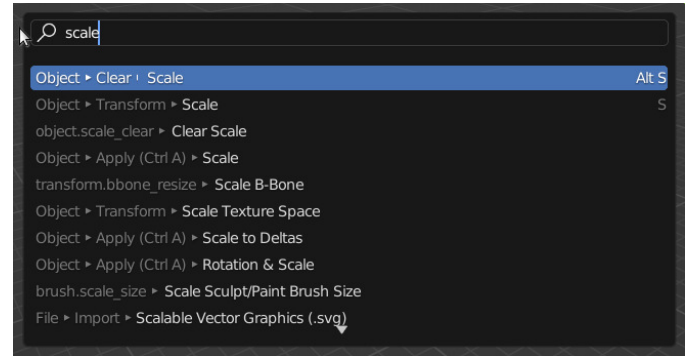 scale
Object ▸ Clear ▸ Scale Alt S
Object ▸ Transform ▸ Scale S
object.scale_clear ▸ Clear Scale
Object ▸ Apply (Ctrl A) ▸ Scale
transform.bbone_resize ▸ Scale B-Bone
Object ▸ Transform ▸ Scale Texture Space
Object ▸ Apply (Ctrl A) ▸ Scale to Deltas
Object ▸ Apply (Ctrl A) ▸ Rotation & Scale
brush.scale_size ▸ Scale Sculpt/Paint Brush Size
File ▸ Import ▸ Scalable Vector Graphics (.svg)